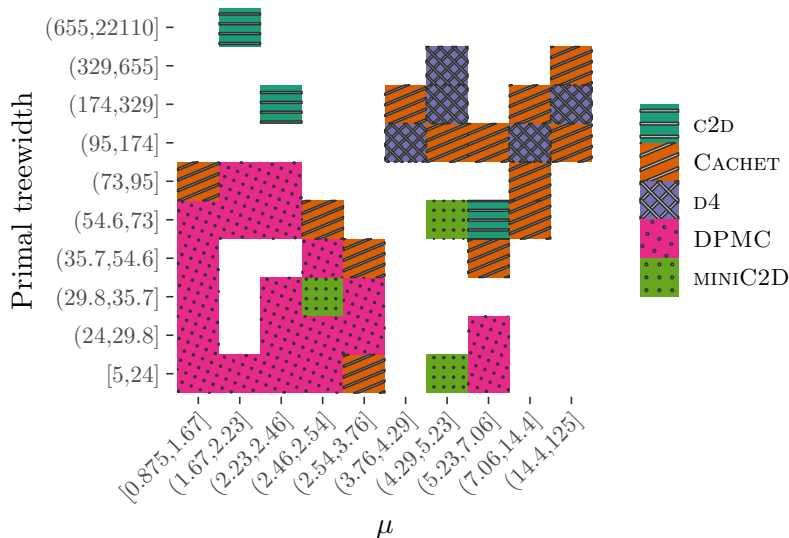 Primal treewidth
(655,22110]
(329,655]
(174,329]
(95,174]
(73,95]
(54.6,73]
(35.7,54.6]
(29.8,35.7]
(24,29.8]
[5,24]
[0.875,1.67]
(1.67,2.23]
(2.23,2.46]
(2.46,2.54]
(2.54,3.76]
(3.76,4.29]
(4.29,5.23]
(5.23,7.06]
(7.06,14.4]
(14.4,125]
μ
C2D
CACHET
D4
DPMC
MINIC2D